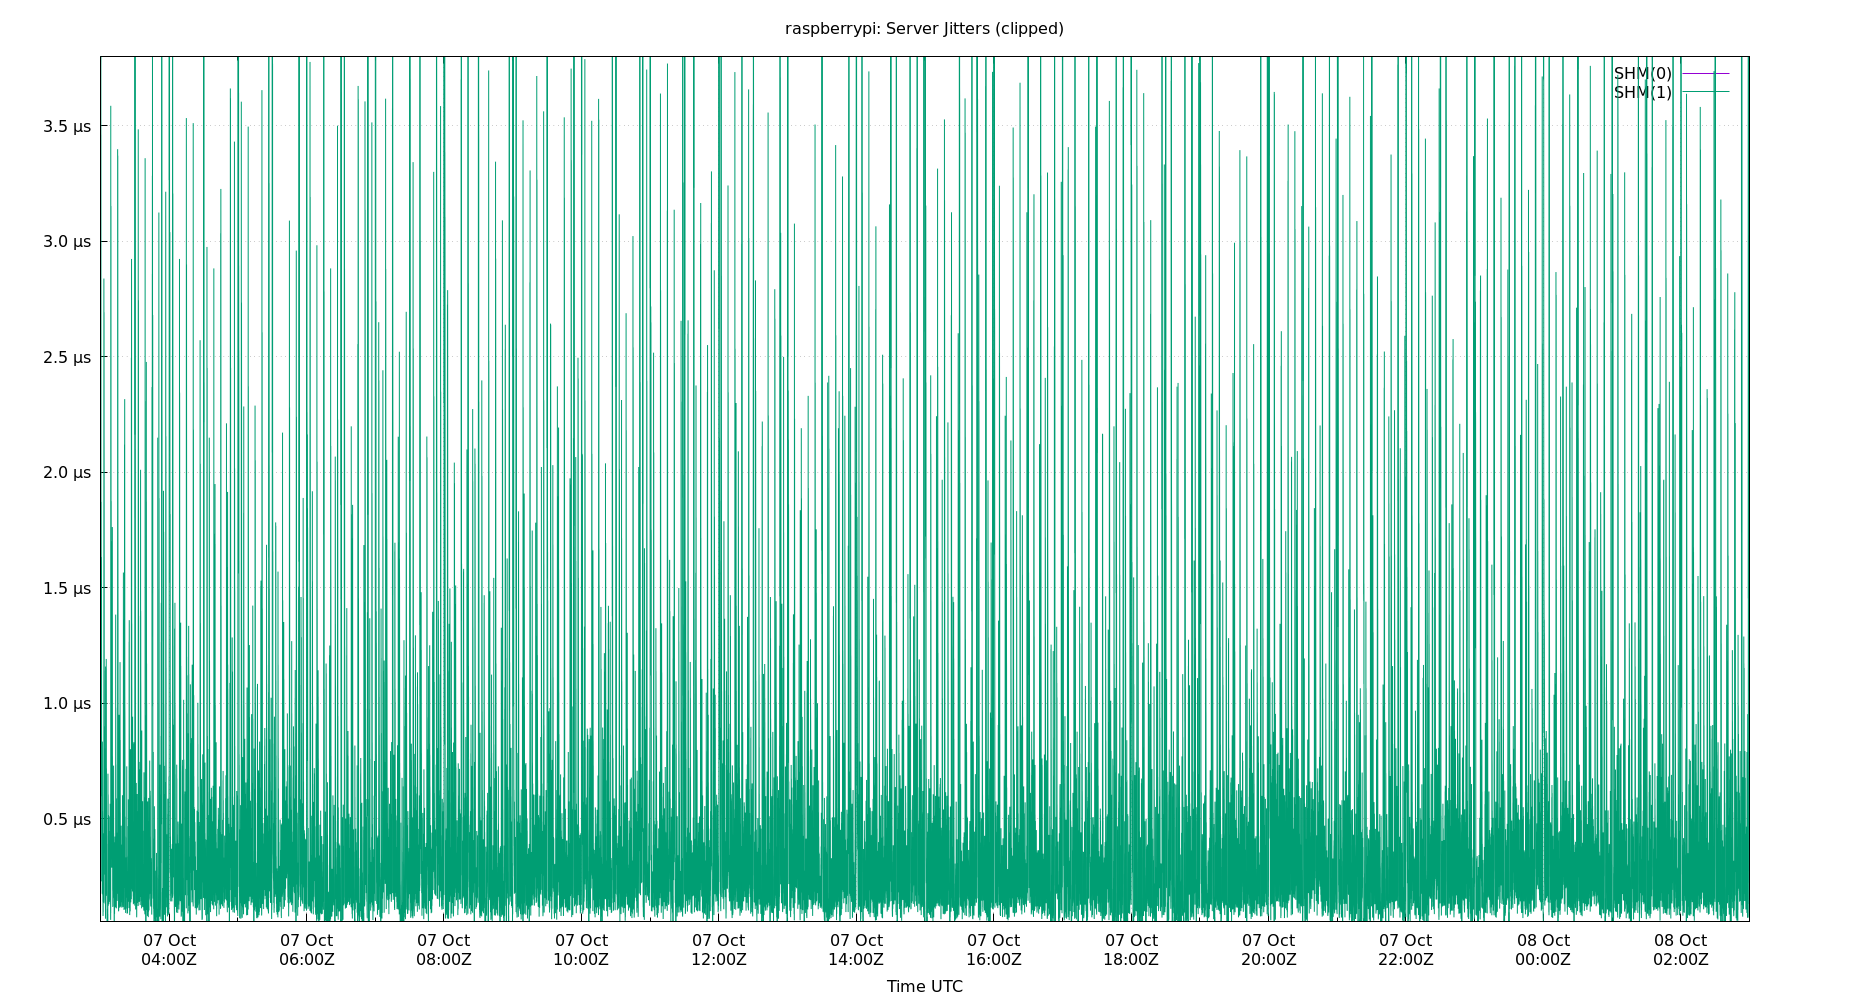 raspberrypi: Server Jitters (clipped)
SHM(0)
SHM(1)
3.5 µs
3.0 µs
2.5 µs
2.0 µs
1.5 µs
1.0 µs
0.5 µs
07 Oct 07 Oct 07 Oct 07 Oct 07 Oct 07 Oct 07 Oct 07 Oct 07 Oct 07 Oct 08 Oct 08 Oct
04:00Z 06:00Z 08:00Z 10:00Z 12:00Z 14:00Z 16:00Z 18:00Z 20:00Z 22:00Z 00:00Z 02:00Z
Time UTC